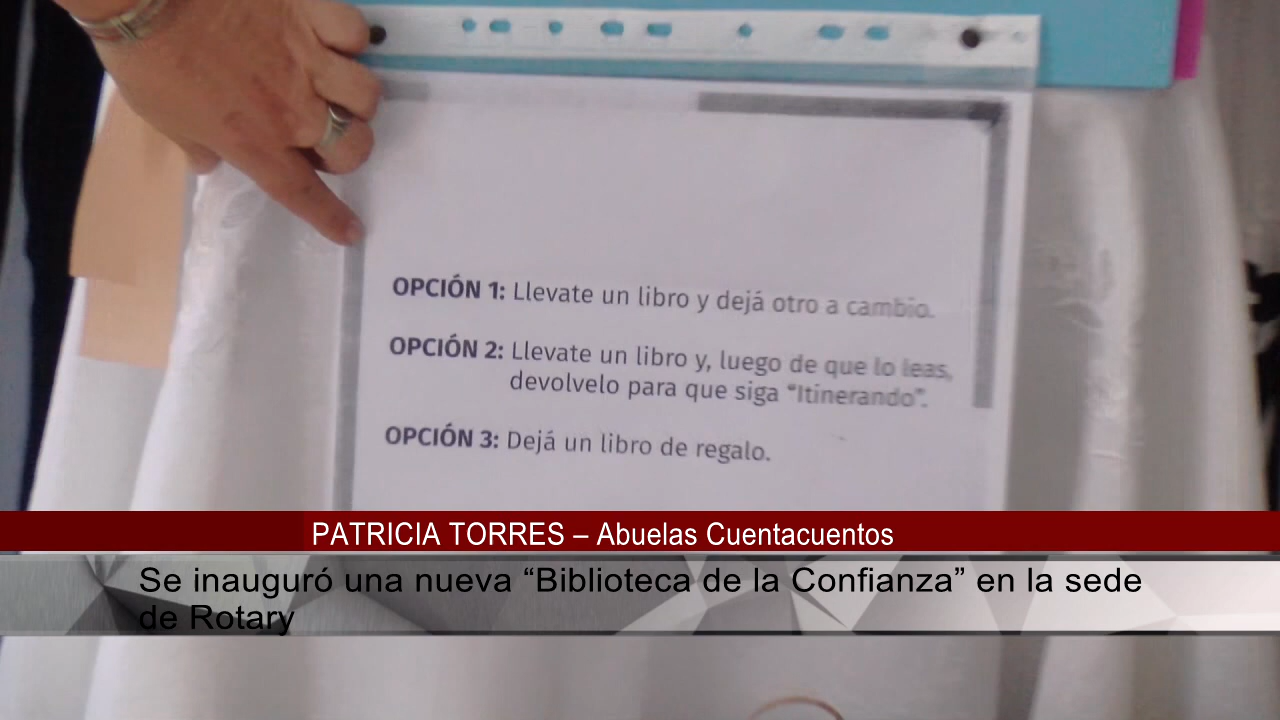 OPCIÓN 1: Llevate un libro y dejá otro a cambio.
OPCIÓN 2: Llevate un libro y, luego de que lo leas,
devolvelo para que siga “Itinerando”.
OPCIÓN 3: Dejá un libro de regalo.
PATRICIA TORRES – Abuelas Cuentacuentos
Se inauguró una nueva “Biblioteca de la Confianza” en la sede
de Rotary